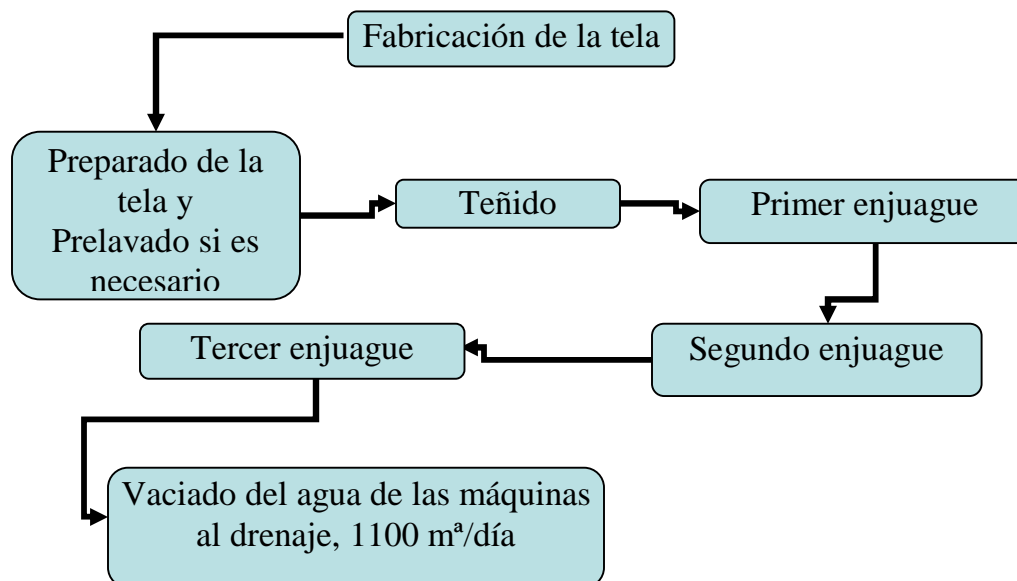 Fabricación de la tela
Preparado de la
tela y
Prelavado si es
necesario
Teñido
Primer enjuague
Segundo enjuague
Tercer enjuague
Vaciado del agua de las máquinas
al drenaje, 1100 mª/día